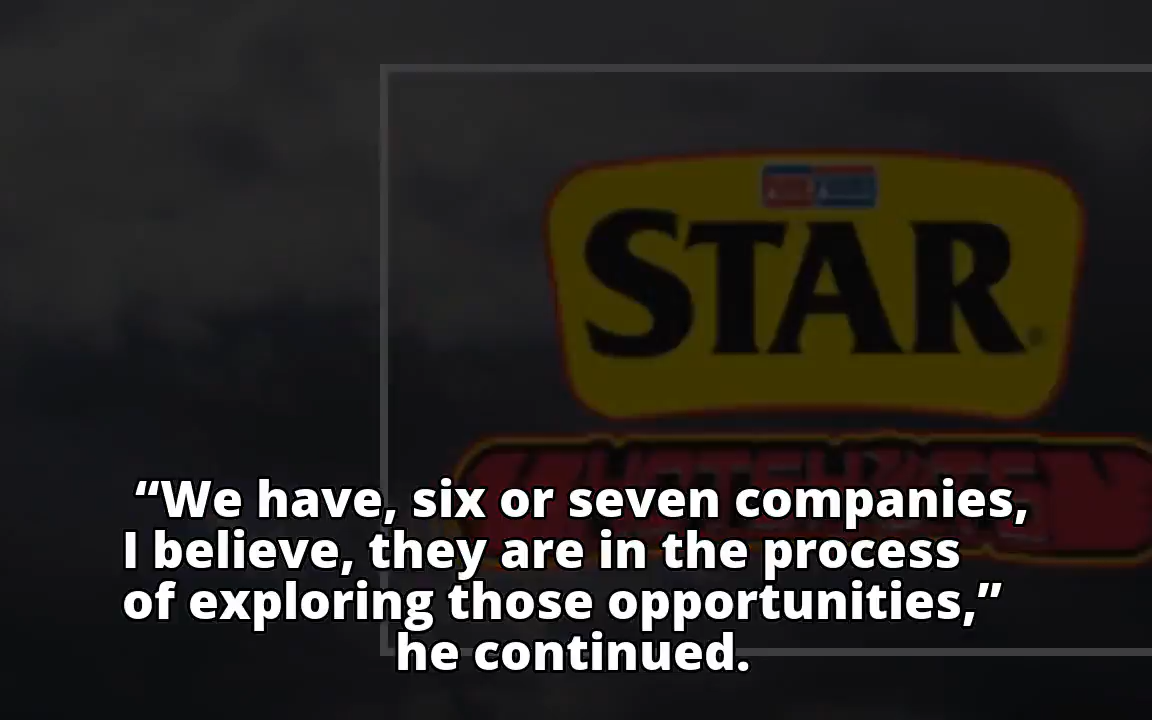 STAR
“We have, six or seven companies,
I believe, they are in the process
of exploring those opportunities,”
he continued.